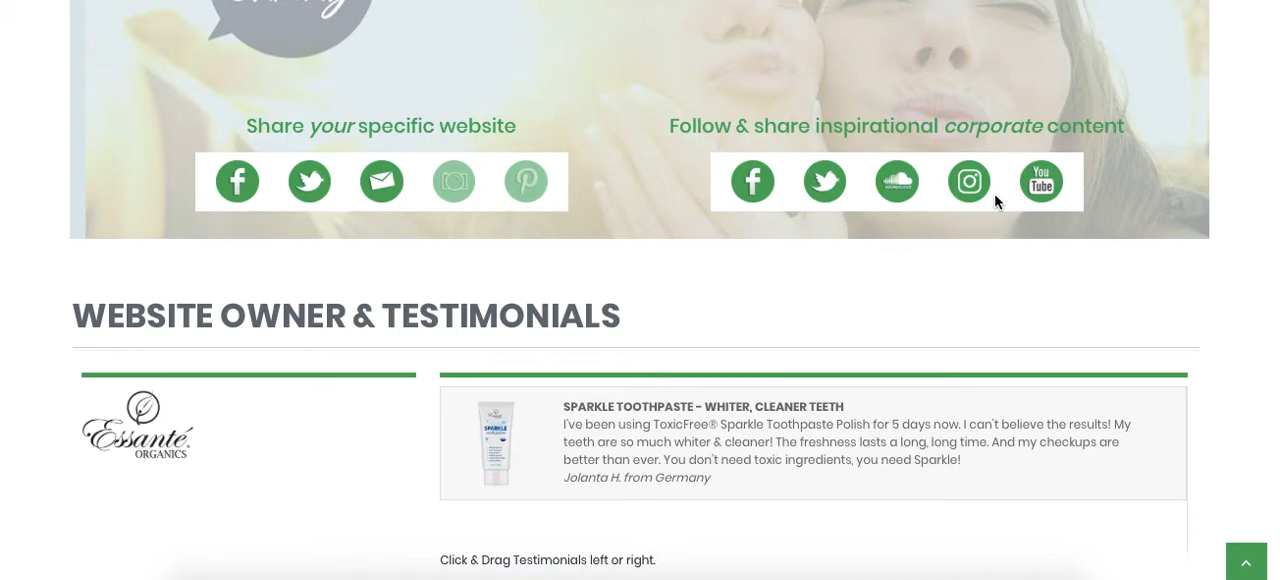 Share your specific website
Follow & share inspirational corporate content
f
SOUNDCLOUD
You
Tube
WEBSITE OWNER & TESTIMONIALS
Essanté
ORGANICS
SPARKLE
SPARKLE TOOTHPASTE - WHITER, CLEANER TEETH
I've been using ToxicFree® Sparkle Toothpaste Polish for 5 days now. I can't believe the results! My
teeth are so much whiter & cleaner! The freshness lasts a long, long time. And my checkups are
better than ever. You don't need toxic ingredients, you need Sparkle!
Jolanta H. from Germany
Click & Drag Testimonials left or right.